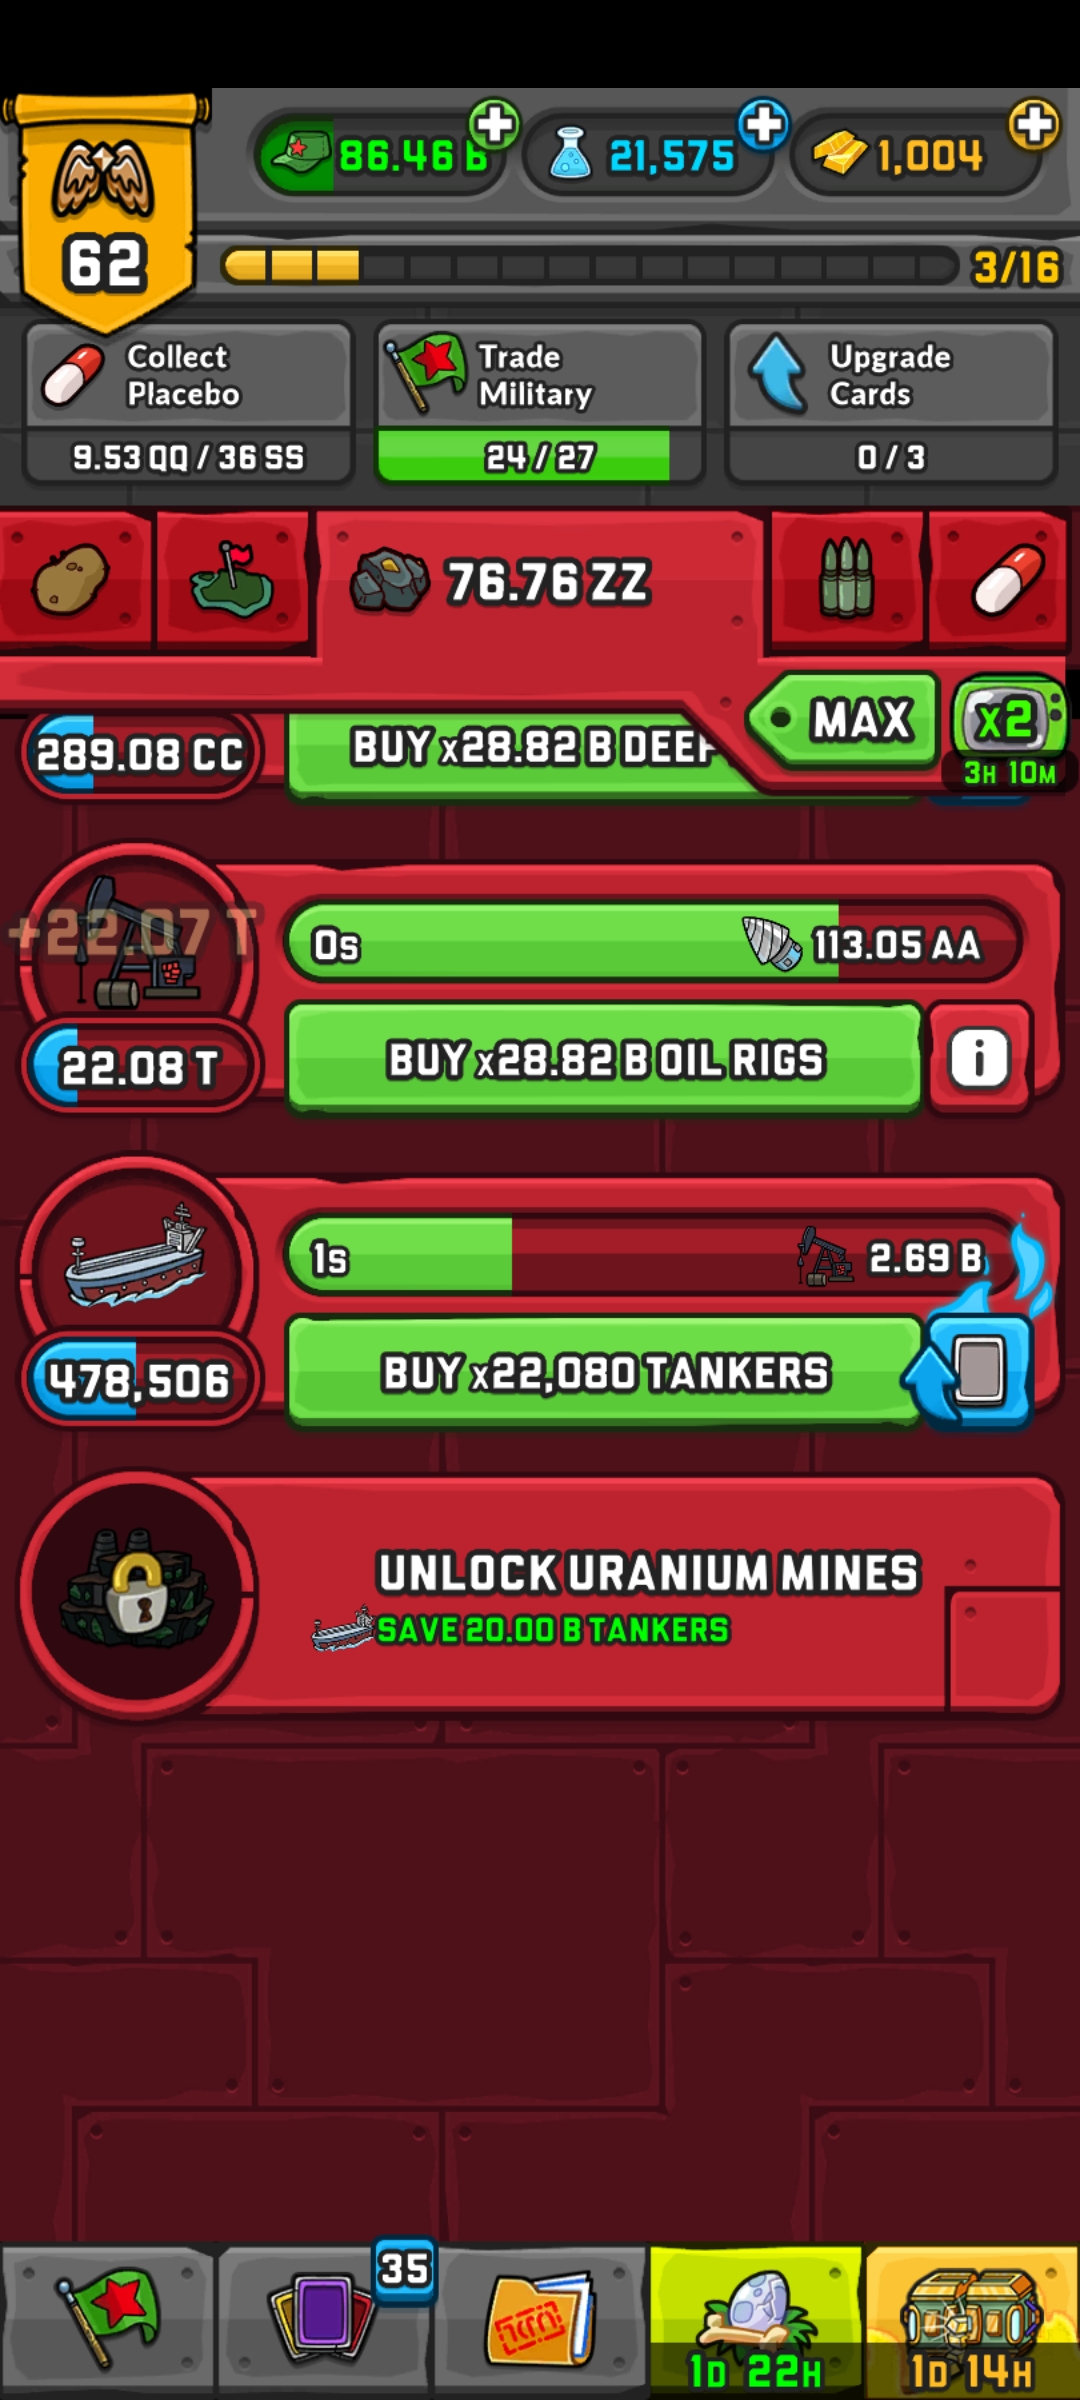 86.46 B
21,575
1,004
62
3/16
Collect
Placebo
9.53 QQ / 36 SS
Trade
Military
24 / 27
Upgrade
Cards
0 / 3
76.76 ZZ
MAX
x2
3H 10M
289.08 CC
BUY x28.82 B DEEP
+22.07 T
0s
113.05 AA
22.08 T
BUY x28.82 B OIL RIGS
i
1s
2.69 B
478,506
BUY x22,080 TANKERS
UNLOCK URANIUM MINES
SAVE 20.00 B TANKERS
35
1D 22H
1D 14H